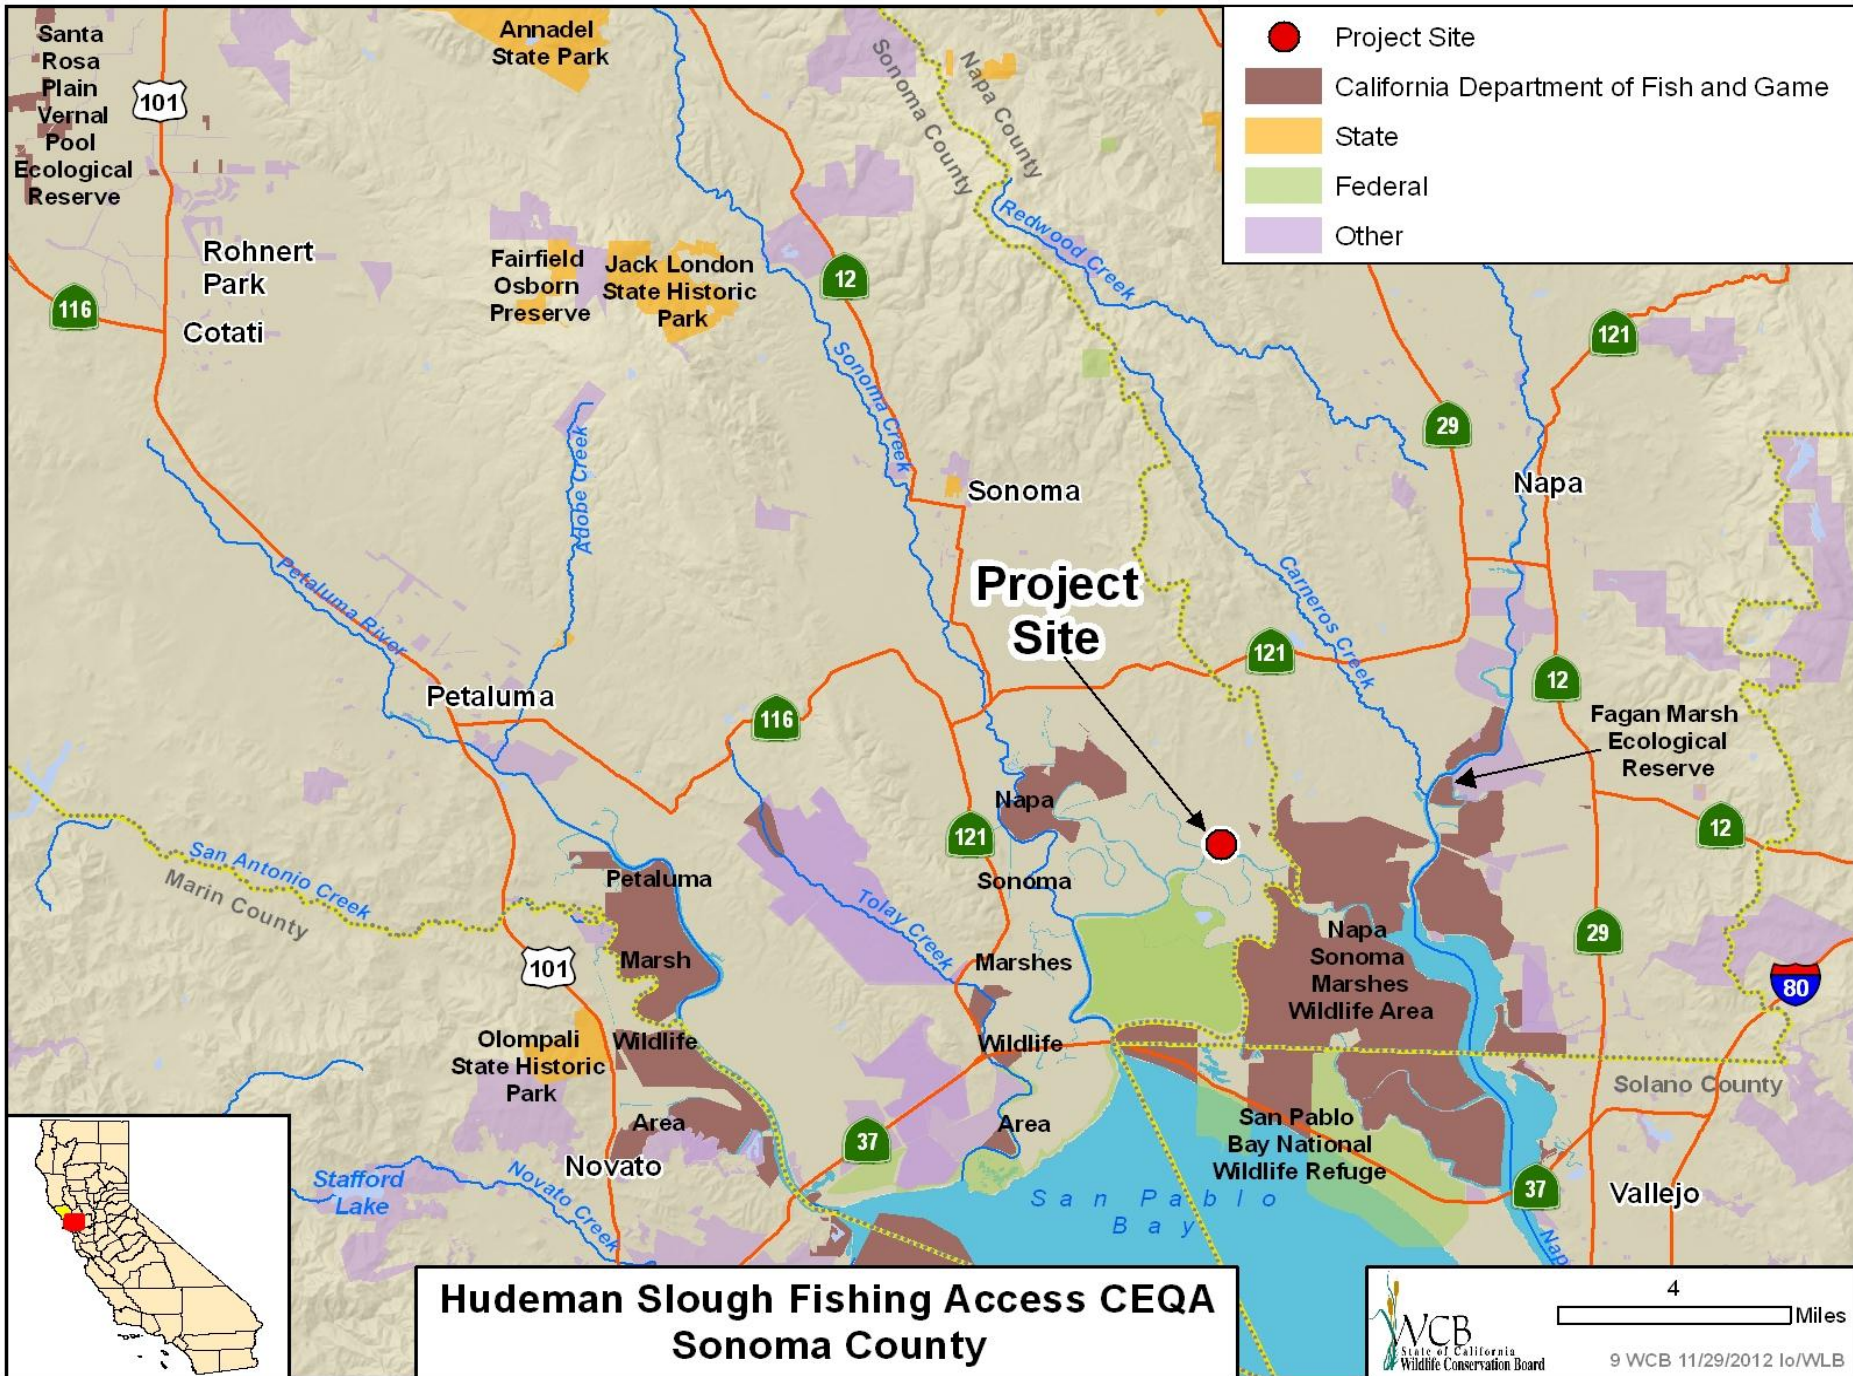 Santa
Rosa
Plain
Vernal
Pool
Ecological
Reserve
101
Annadel
State Park
Sonoma County
Napa County
Project Site
California Department of Fish and Game
State
Federal
Other
Rohnert
Park
116
Cotati
Fairfield
Osborn
Preserve
Jack London
State Historic
Park
12
Redwood Creek
121
Sonoma Creek
29
Adobe Creek
Sonoma
Napa
Petaluma River
Project
Site
Carneros Creek
121
12
Petaluma
116
Fagan Marsh
Ecological
Reserve
Napa
121
12
San Antonio Creek
Marin County
Petaluma
Sonoma
Tolay Creek
101
Marsh
Marshes
Napa
Sonoma
Marshes
Wildlife Area
29
80
Olompali
State Historic
Park
Wildlife
Wildlife
Solano County
Area
37
Area
San Pablo
Bay National
Wildlife Refuge
Novato
Stafford
Lake
Novato Creek
San Pablo
Bay
37
Vallejo
Nap
Hudeman Slough Fishing Access CEQA
Sonoma County
WCB
State of California
Wildlife Conservation Board
4
Miles
9 WCB 11/29/2012 lo/WLB